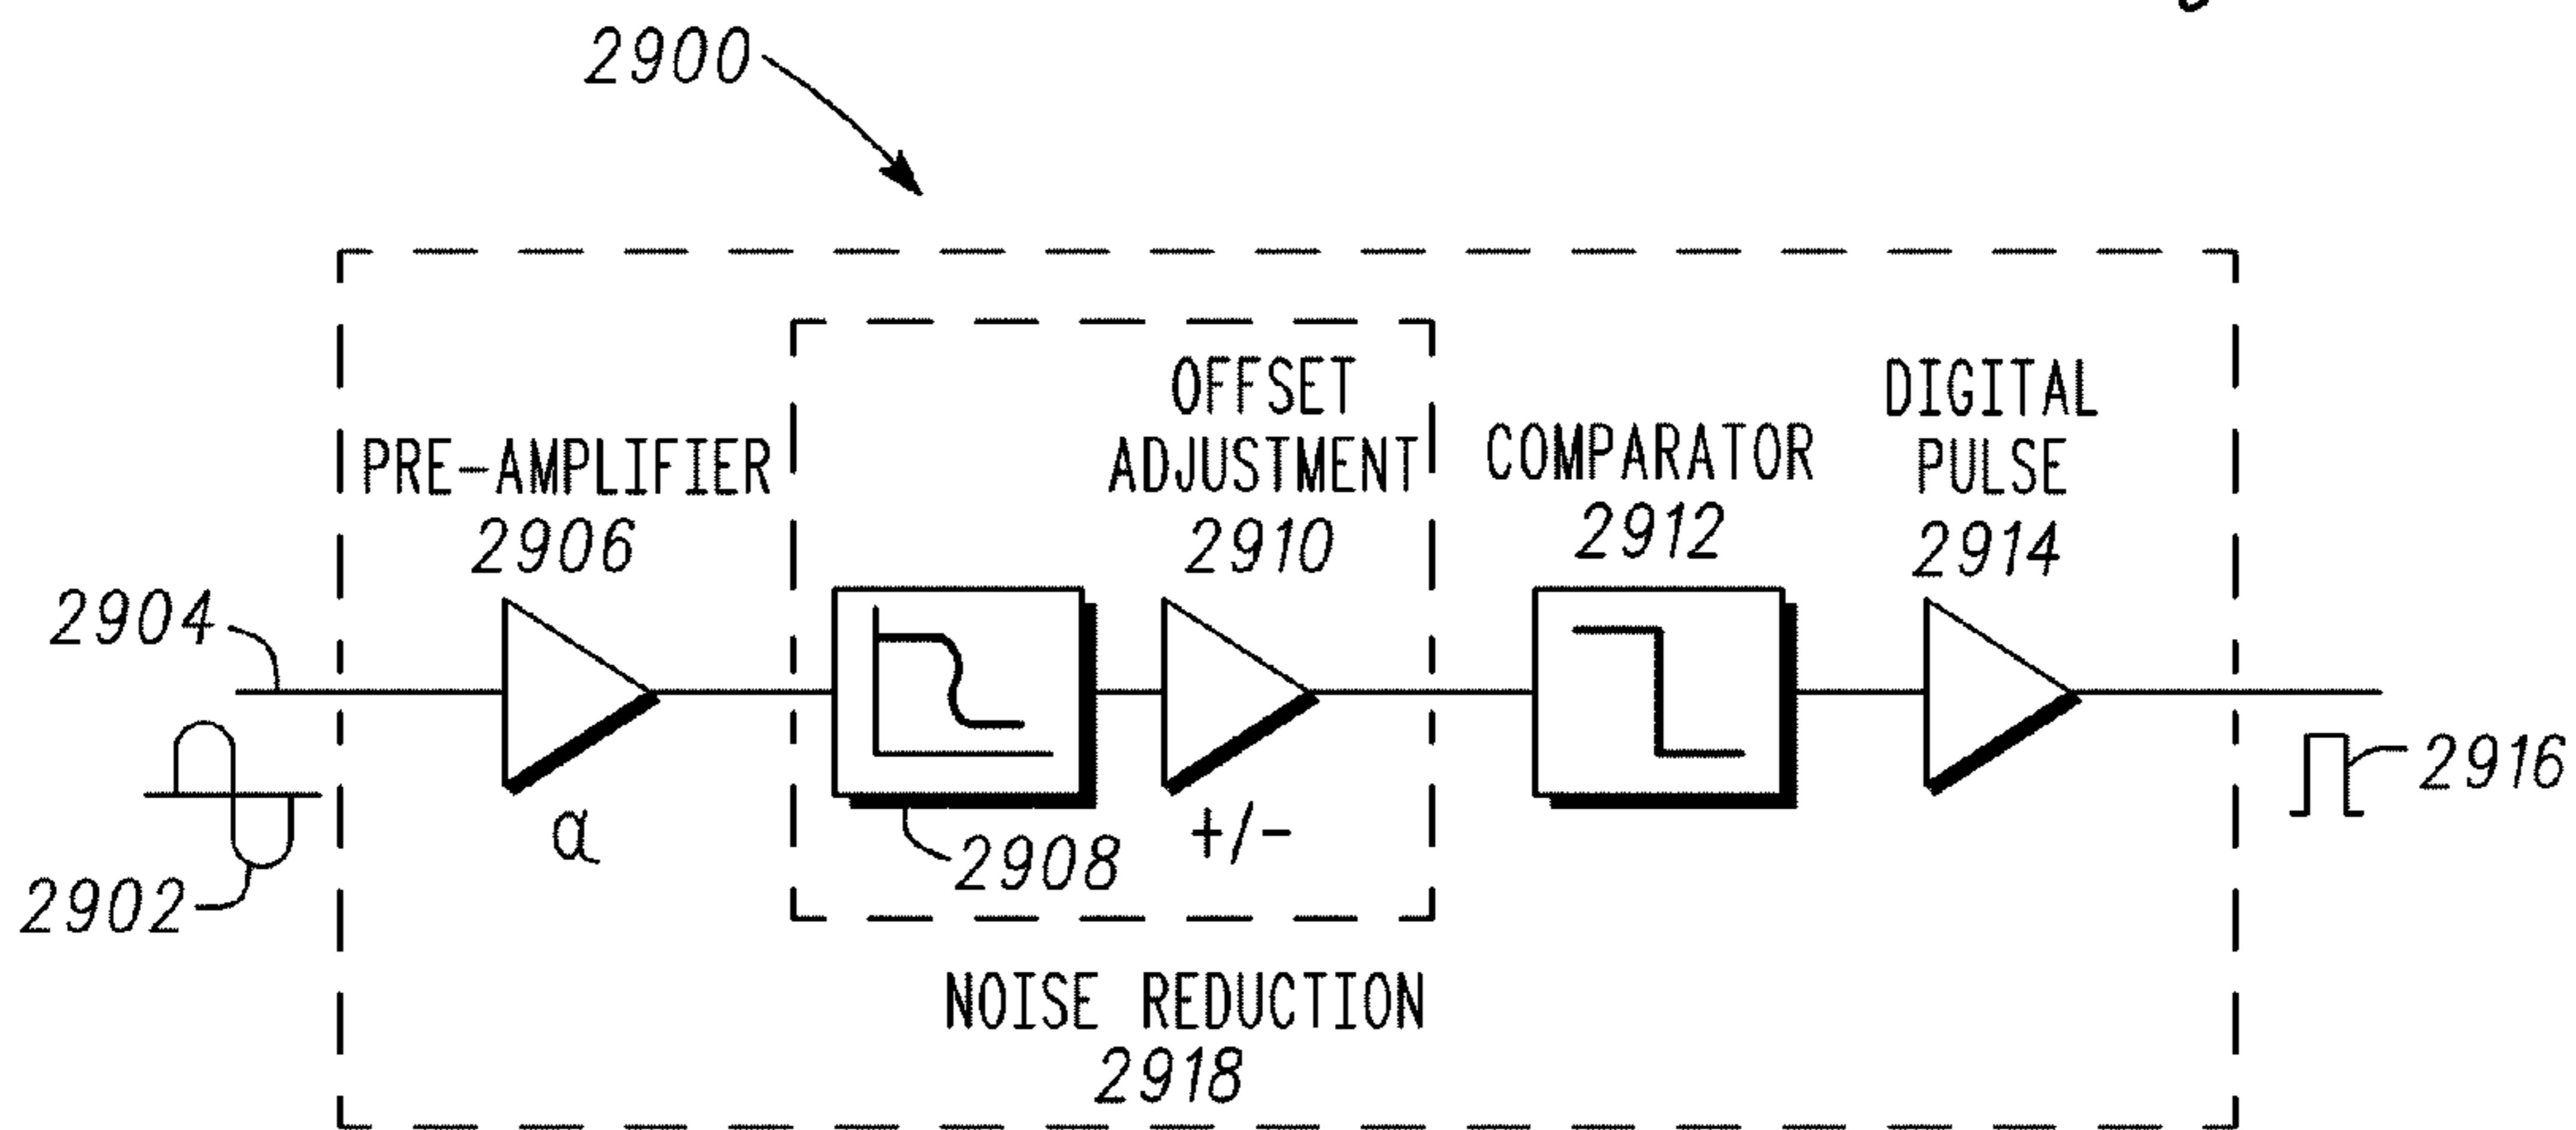 2900
OFFSET
ADJUSTMENT
2910
DIGITAL
PULSE
2914
PRE-AMPLIFIER
2906
COMPARATOR
2912
2904
2902
α
2908
+/-
2916
NOISE REDUCTION
2918